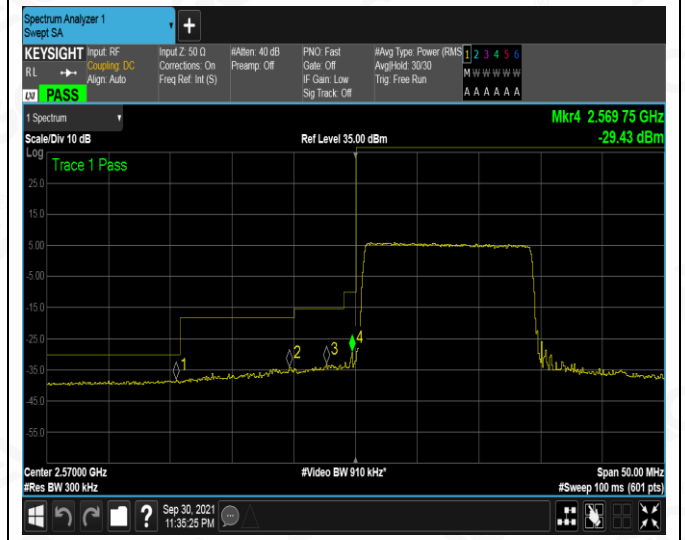 Spectrum Analyzer 1
Swept SA
+
KEYSIGHT
RL
Input: RF
Coupling: DC
Align: Auto
Input Z: 50 Ω
Corrections: On
Freq Ref: Int (S)
#Atten: 40 dB
Preamp: Off
PNO: Fast
Gate: Off
IF Gain: Low
Sig Track: Off
#Avg Type: Power (RMS
Avg|Hold: 30/30
Trig: Free Run
1 2 3 4 5 6
M W W W W W
A A A A A A
LXI PASS
1 Spectrum
Mkr4 2.569 75 GHz
Scale/Div 10 dB
Ref Level 35.00 dBm
-29.43 dBm
Log
Trace 1 Pass
25.0
15.0
5.00
-5.00
-15.0
-25.0
-35.0
-45.0
-55.0
1
2
3
4
Center 2.57000 GHz
#Video BW 910 kHz*
Span 50.00 MHz
#Res BW 300 kHz
#Sweep 100 ms (601 pts)
?
Sep 30, 2021
11:35:25 PM